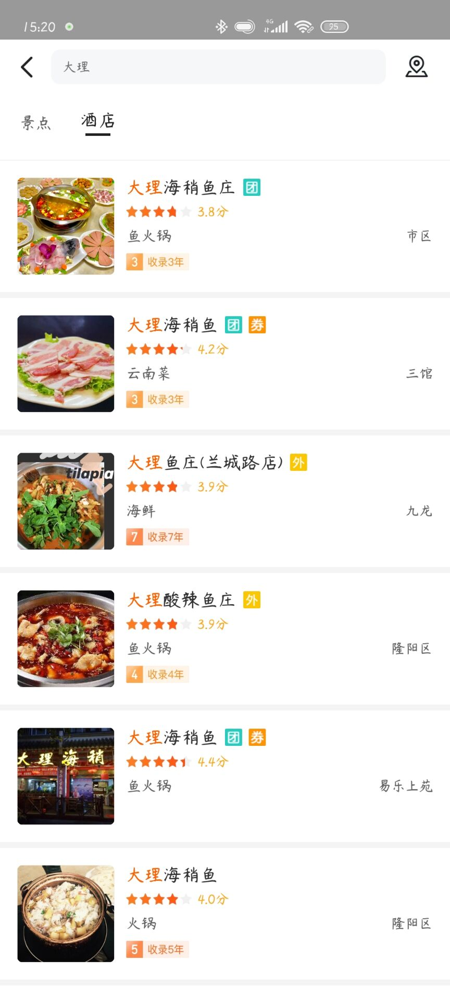 15:20
4G
95
大理
景点
酒店
大理海稍鱼庄 团
3.8分
鱼火锅 市区
3 收录3年
大理海稍鱼 团 券
4.2分
云南菜 三馆
3 收录3年
tilapia
大理鱼庄(兰城路店) 外
3.9分
海鲜 九龙
7 收录7年
大理酸辣鱼庄 外
3.9分
鱼火锅 隆阳区
4 收录4年
大理海稍
大理海稍鱼 团 券
4.4分
鱼火锅 易乐上苑
大理海稍鱼
4.0分
火锅 隆阳区
5 收录5年